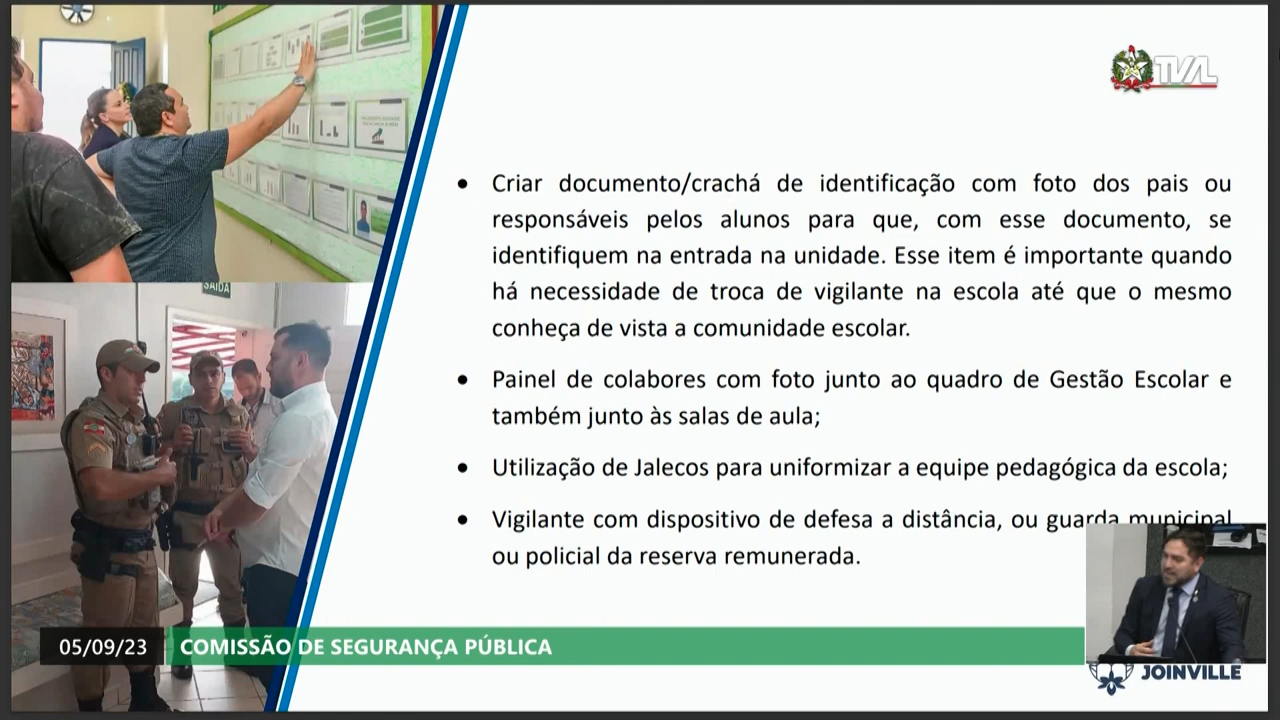 TVAL
SAÍDA
• Criar documento/crachá de identificação com foto dos pais ou
responsáveis pelos alunos para que, com esse documento, se
identifiquem na entrada na unidade. Esse item é importante quando
há necessidade de troca de vigilante na escola até que o mesmo
conheça de vista a comunidade escolar.
• Painel de colabores com foto junto ao quadro de Gestão Escolar e
também junto às salas de aula;
• Utilização de Jalecos para uniformizar a equipe pedagógica da escola;
• Vigilante com dispositivo de defesa a distância, ou guarda municipal
ou policial da reserva remunerada.
05/09/23 COMISSÃO DE SEGURANÇA PÚBLICA
JOINVILLE